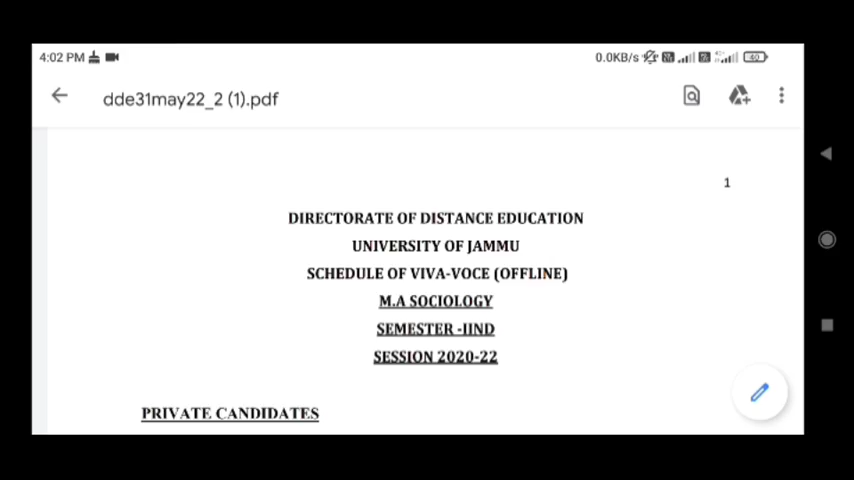 4:02 PM 0.0KB/s 40
dde31may22_2 (1).pdf
1
DIRECTORATE OF DISTANCE EDUCATION
UNIVERSITY OF JAMMU
SCHEDULE OF VIVA-VOCE (OFFLINE)
M.A SOCIOLOGY
SEMESTER -IIND
SESSION 2020-22
PRIVATE CANDIDATES